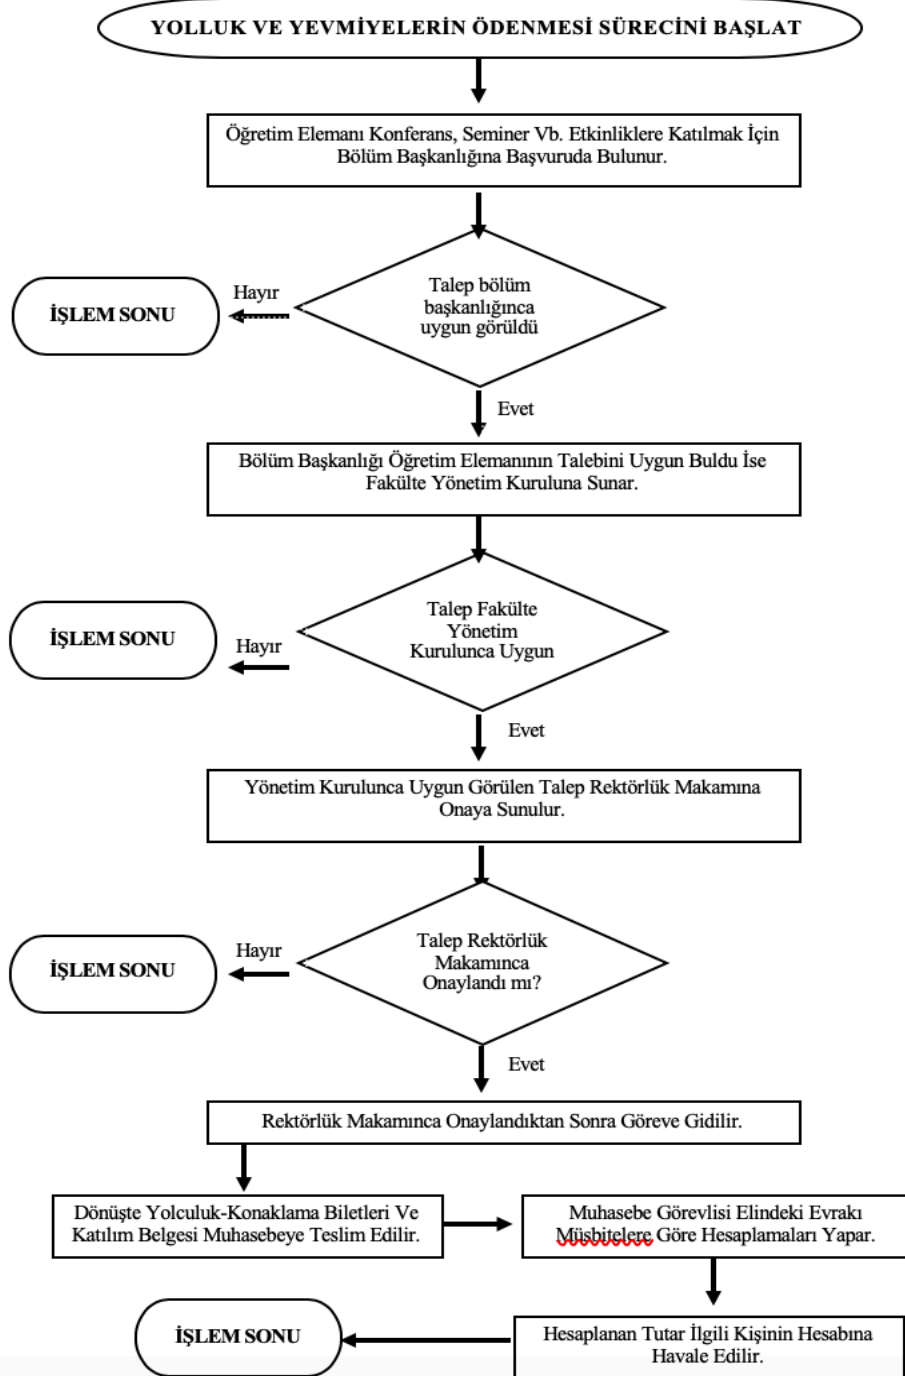 YOLLUK VE YEVMİYELERİN ÖDENMESİ SÜRECİNİ BAŞLAT
Öğretim Elemanı Konferans, Seminer Vb. Etkinliklere Katılmak İçin
Bölüm Başkanlığına Başvuruda Bulunur.
Talep bölüm
başkanlığınca
uygun görüldü
Hayır
İŞLEM SONU
Evet
Bölüm Başkanlığı Öğretim Elemanının Talebini Uygun Buldu İse
Fakülte Yönetim Kuruluna Sunar.
Talep Fakülte
Yönetim
Kurulunca Uygun
Hayır
İŞLEM SONU
Evet
Yönetim Kurulunca Uygun Görülen Talep Rektörlük Makamına
Onaya Sunulur.
Talep Rektörlük
Makamınca
Onaylandı mı?
Hayır
İŞLEM SONU
Evet
Rektörlük Makamınca Onaylandıktan Sonra Göreve Gidilir.
Dönüşte Yolculuk-Konaklama Biletleri Ve
Katılım Belgesi Muhasebeye Teslim Edilir.
Muhasebe Görevlisi Elindeki Evrakı
Müsbitelere Göre Hesaplamaları Yapar.
Hesaplanan Tutar İlgili Kişinin Hesabına
Havale Edilir.
İŞLEM SONU